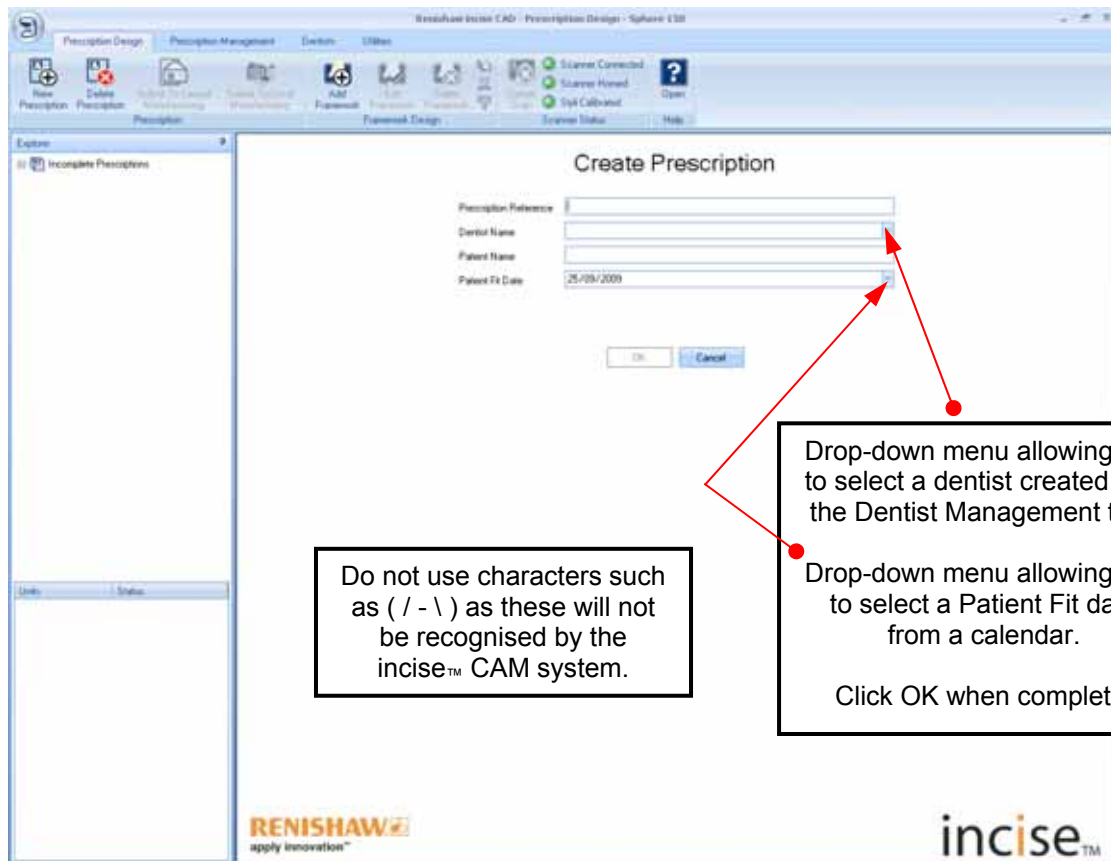 Renishaw Incise CAD - Prescription Design - Sphere 150
Prescription Design Prescription Management Dentists Utilities
New Prescription
Delete Prescription
Add Framework
Scanner Connected
Scanner Homed
Styli Calibrated
Open
Prescription Framework Design Scanner Status Help
Explorer
Incomplete Prescriptions
Create Prescription
Prescription Reference
Dentist Name
Patient Name
Patient Fit Date 25/09/2009
OK Cancel
Drop-down menu allowing
to select a dentist created
the Dentist Management t
Drop-down menu allowing
to select a Patient Fit da
from a calendar.
Click OK when complet
Do not use characters such
as ( / - \ ) as these will not
be recognised by the
incise™ CAM system.
Units Status
RENISHAW
apply innovation™
incise™